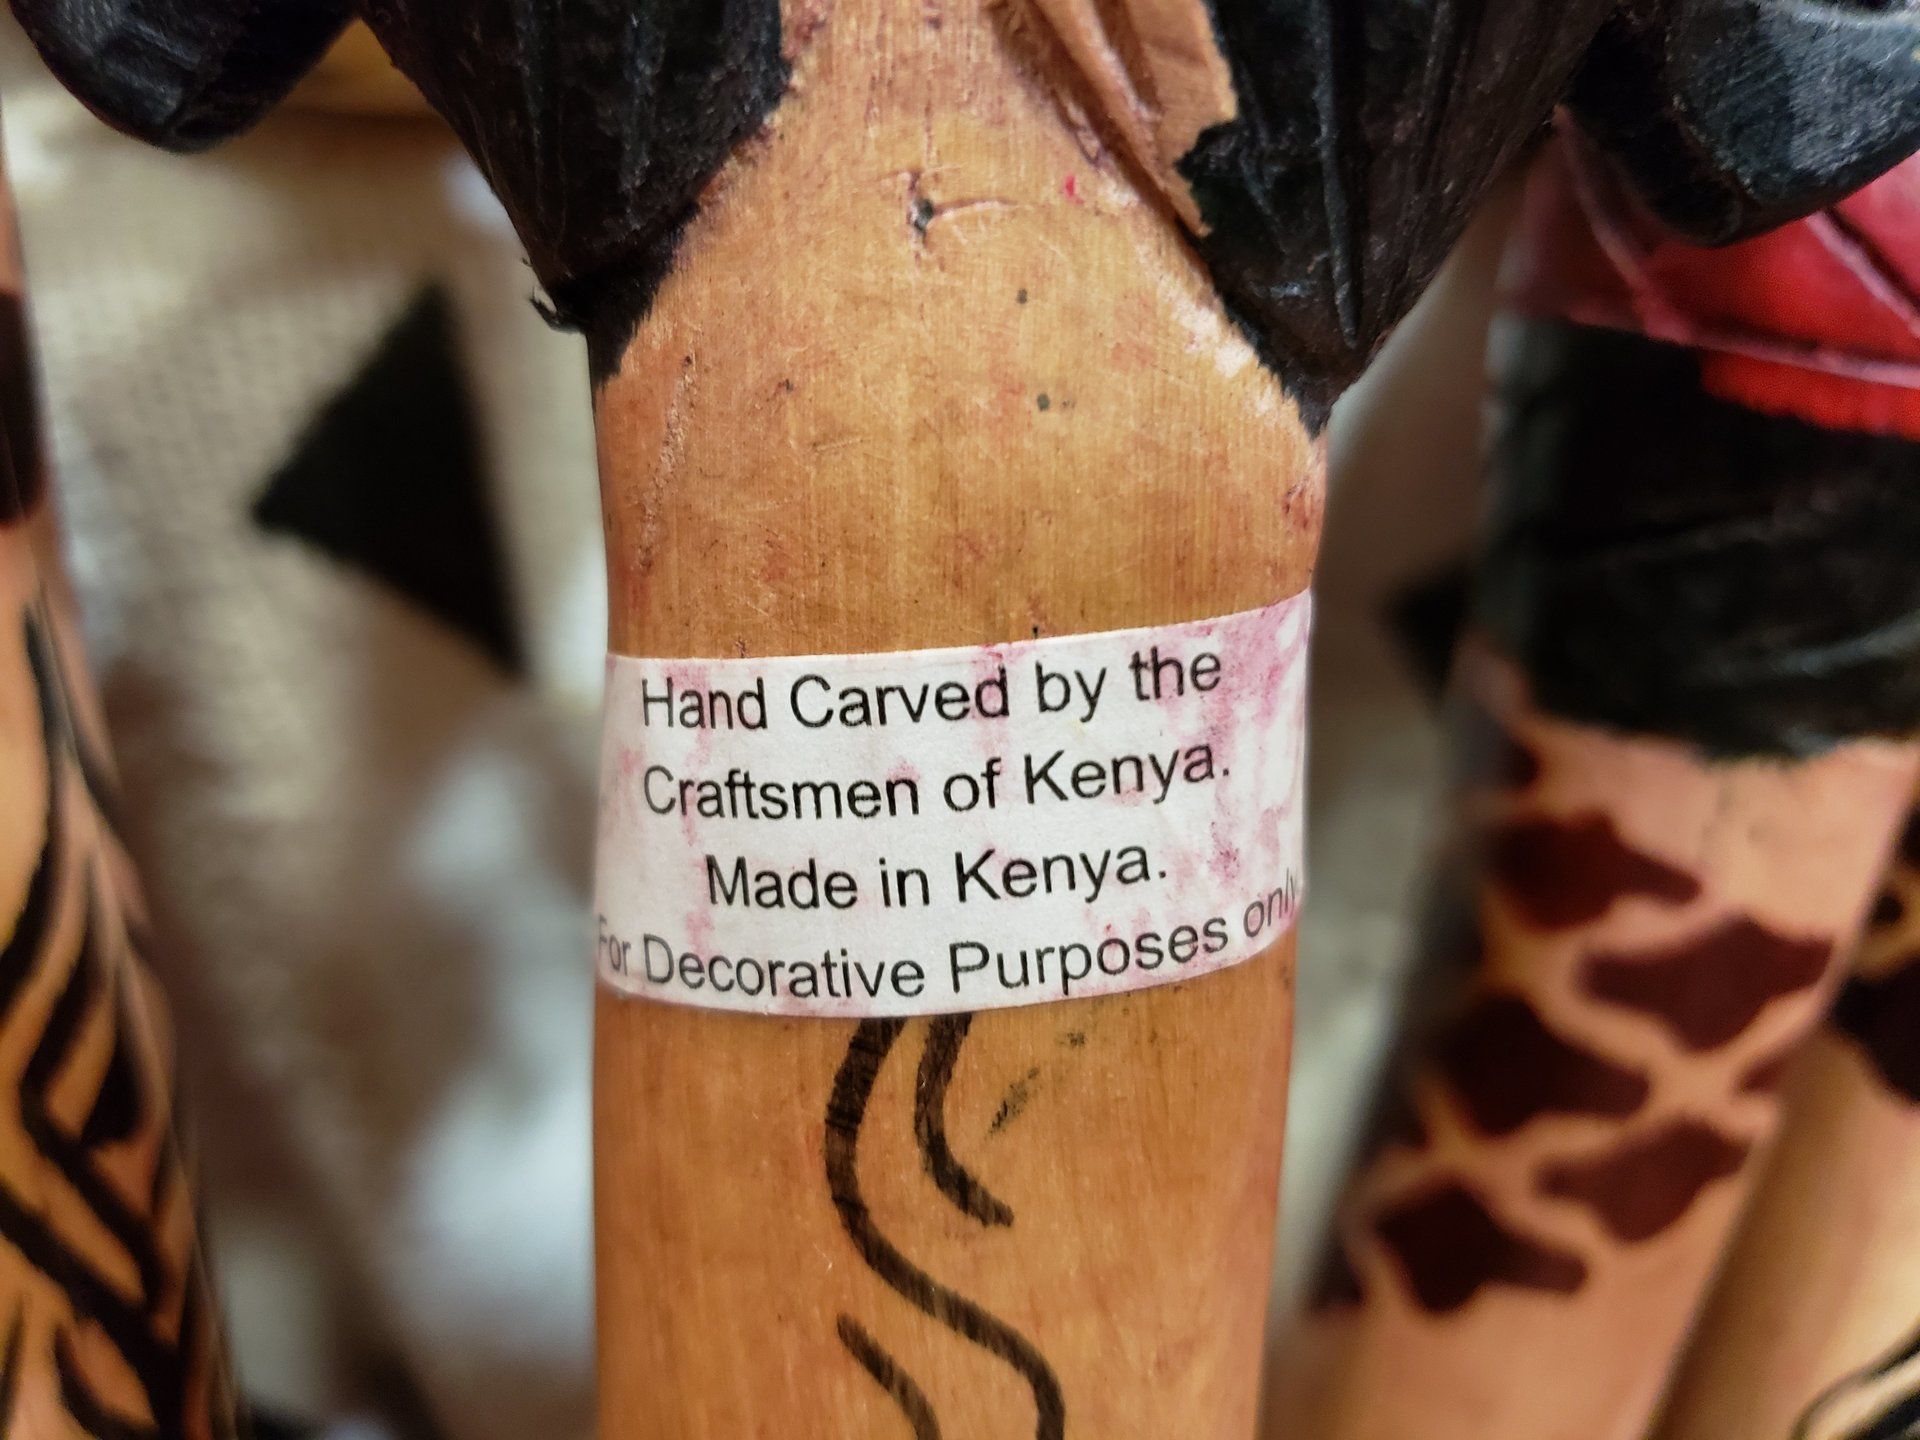 Hand Carved by the
Craftsmen of Kenya.
Made in Kenya.
For Decorative Purposes only